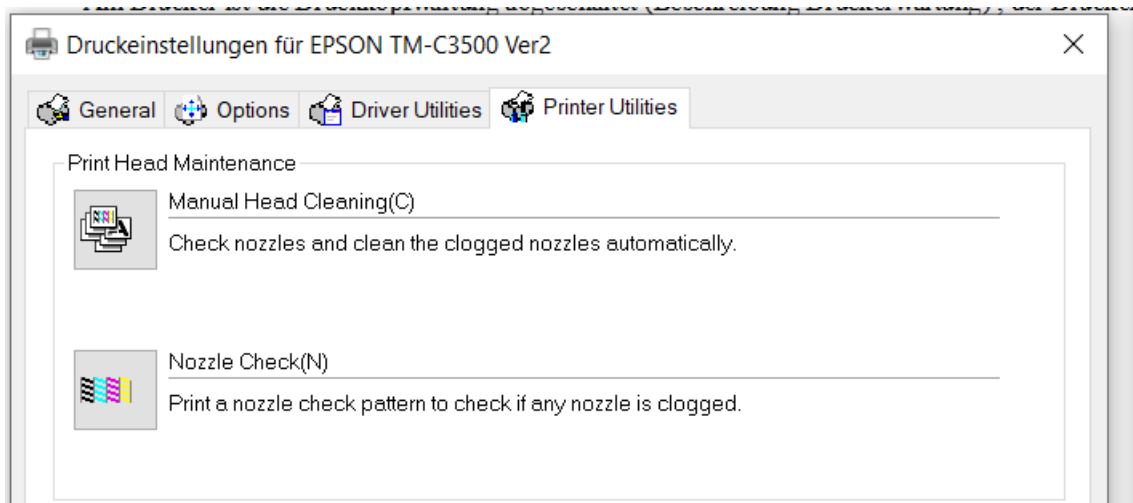 Druckeinstellungen für EPSON TM-C3500 Ver2
General Options Driver Utilities Printer Utilities
Print Head Maintenance
Manual Head Cleaning(C)
Check nozzles and clean the clogged nozzles automatically.
Nozzle Check(N)
Print a nozzle check pattern to check if any nozzle is clogged.